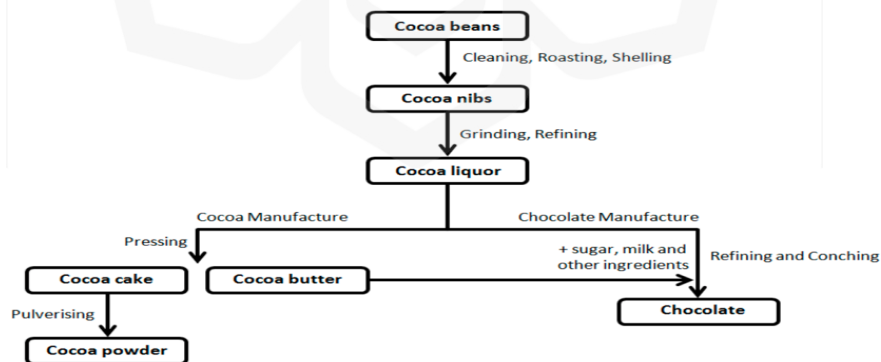 Cocoa beans
Cleaning, Roasting, Shelling
Cocoa nibs
Grinding, Refining
Cocoa liquor
Cocoa Manufacture
Chocolate Manufacture
Pressing
+ sugar, milk and
other ingredients
Refining and Conching
Cocoa cake
Cocoa butter
Chocolate
Pulverising
Cocoa powder